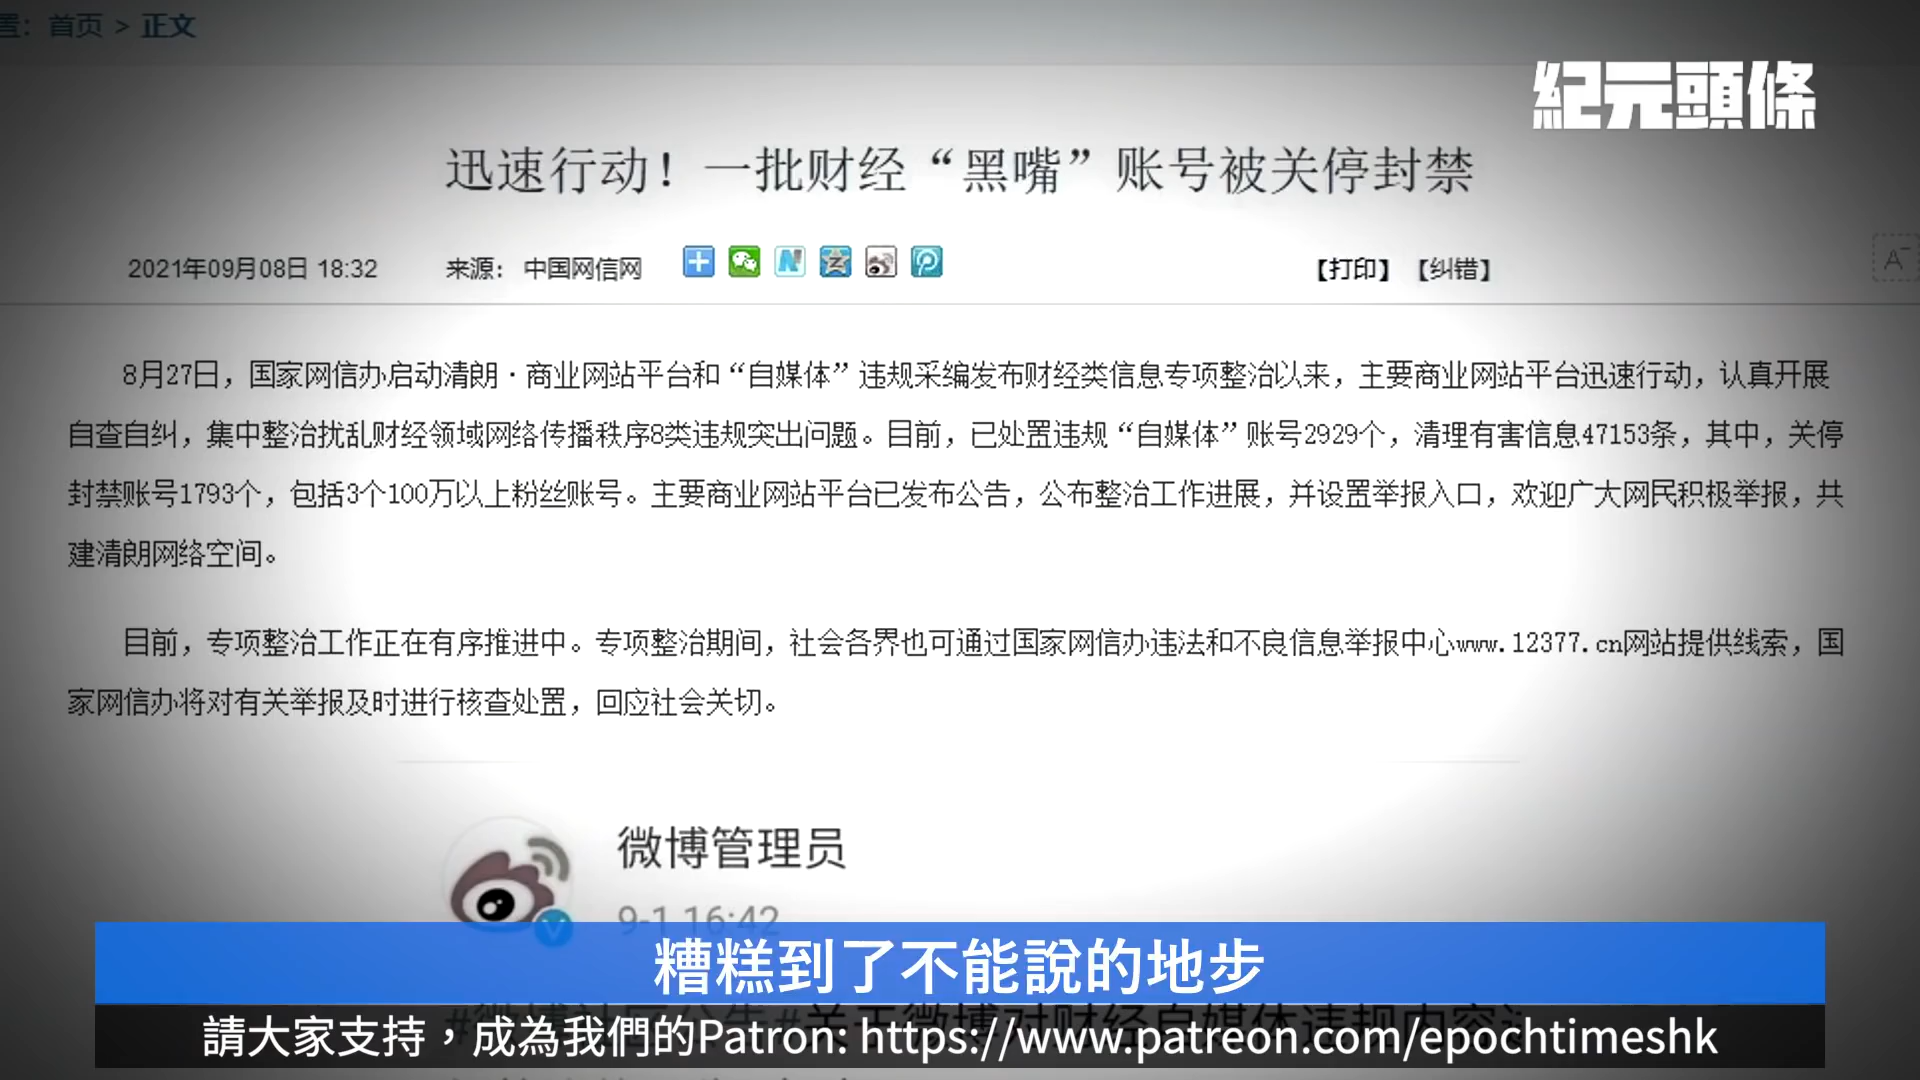 置：首页 > 正文
紀元頭條
迅速行动！一批财经“黑嘴”账号被关停封禁
2021年09月08日 18:32 来源： 中国网信网 【打印】 【纠错】
A-
8月27日，国家网信办启动清朗·商业网站平台和“自媒体”违规采编发布财经类信息专项整治以来，主要商业网站平台迅速行动，认真开展
自查自纠，集中整治扰乱财经领域网络传播秩序8类违规突出问题。目前，已处置违规“自媒体”账号2929个，清理有害信息47153条，其中，关停
封禁账号1793个，包括3个100万以上粉丝账号。主要商业网站平台已发布公告，公布整治工作进展，并设置举报入口，欢迎广大网民积极举报，共
建清朗网络空间。
目前，专项整治工作正在有序推进中。专项整治期间，社会各界也可通过国家网信办违法和不良信息举报中心www.12377.cn网站提供线索，国
家网信办将对有关举报及时进行核查处置，回应社会关切。
微博管理员
9-1 16:42
糟糕到了不能說的地步
請大家支持，成為我們的Patron: https://www.patreon.com/epochtimeshk